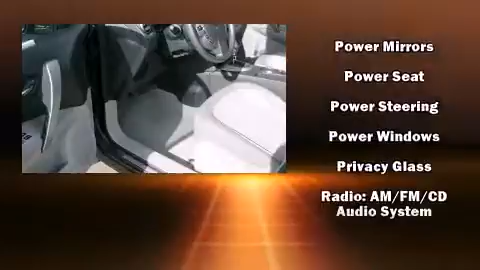 Power Mirrors
Power Seat
Power Steering
Power Windows
Privacy Glass
Radio: AM/FM/CD
Audio System